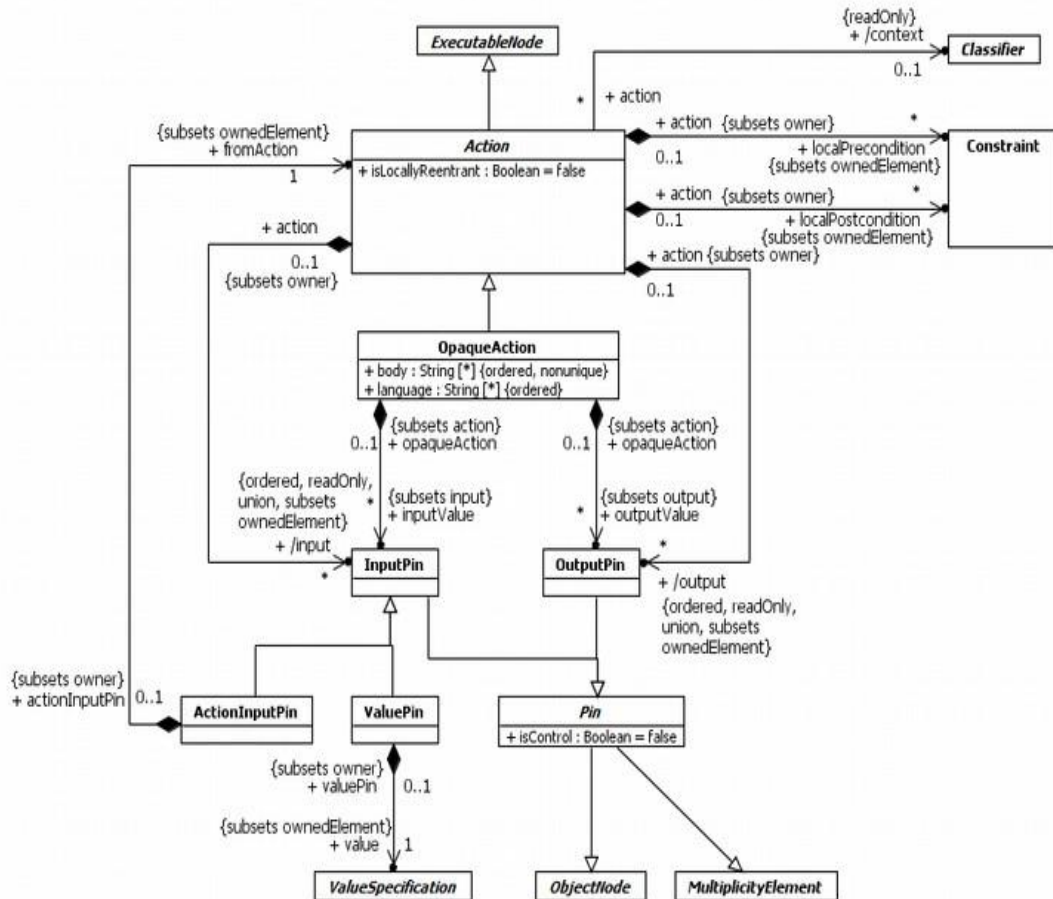 ExecutableNode
{readOnly}
+ /context
Classifier
0..1
* + action
{subsets ownedElement}
+ fromAction
1
Action
+ isLocallyReentrant : Boolean = false
+ action {subsets owner}
0..1
*
+ localPrecondition
{subsets ownedElement}
Constraint
+ action {subsets owner}
0..1
*
+ localPostcondition
{subsets ownedElement}
+ action
0..1
{subsets owner}
+ action {subsets owner}
0..1
OpaqueAction
+ body : String [*] {ordered, nonunique}
+ language : String [*] {ordered}
{subsets action}
0..1 + opaqueAction
{subsets action}
0..1 + opaqueAction
{ordered, readOnly,
union, subsets
ownedElement}
+ /input
*
* {subsets input}
+ inputValue
{subsets output}
* + outputValue
InputPin
OutputPin
*
+ /output
{ordered, readOnly,
union, subsets
ownedElement}
{subsets owner}
+ actionInputPin
0..1
ActionInputPin
ValuePin
Pin
+ isControl : Boolean = false
{subsets owner}
+ valuePin
0..1
{subsets ownedElement}
+ value
1
ValueSpecification
ObjectNode
MultiplicityElement